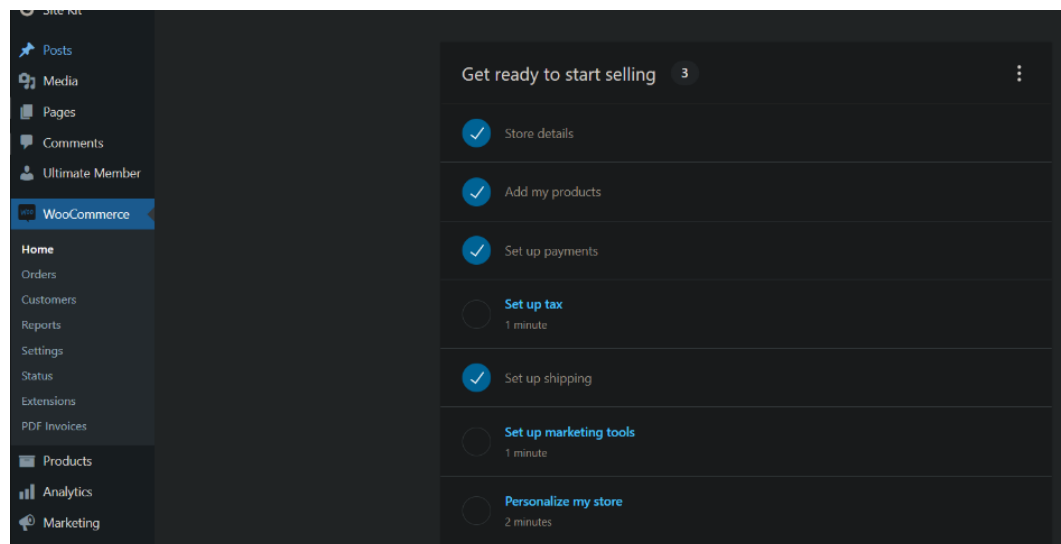 Site Kit
Posts
Media
Pages
Comments
Ultimate Member
WooCommerce
Home
Orders
Customers
Reports
Settings
Status
Extensions
PDF Invoices
Products
Analytics
Marketing
Get ready to start selling 3
Store details
Add my products
Set up payments
Set up tax
1 minute
Set up shipping
Set up marketing tools
1 minute
Personalize my store
2 minutes